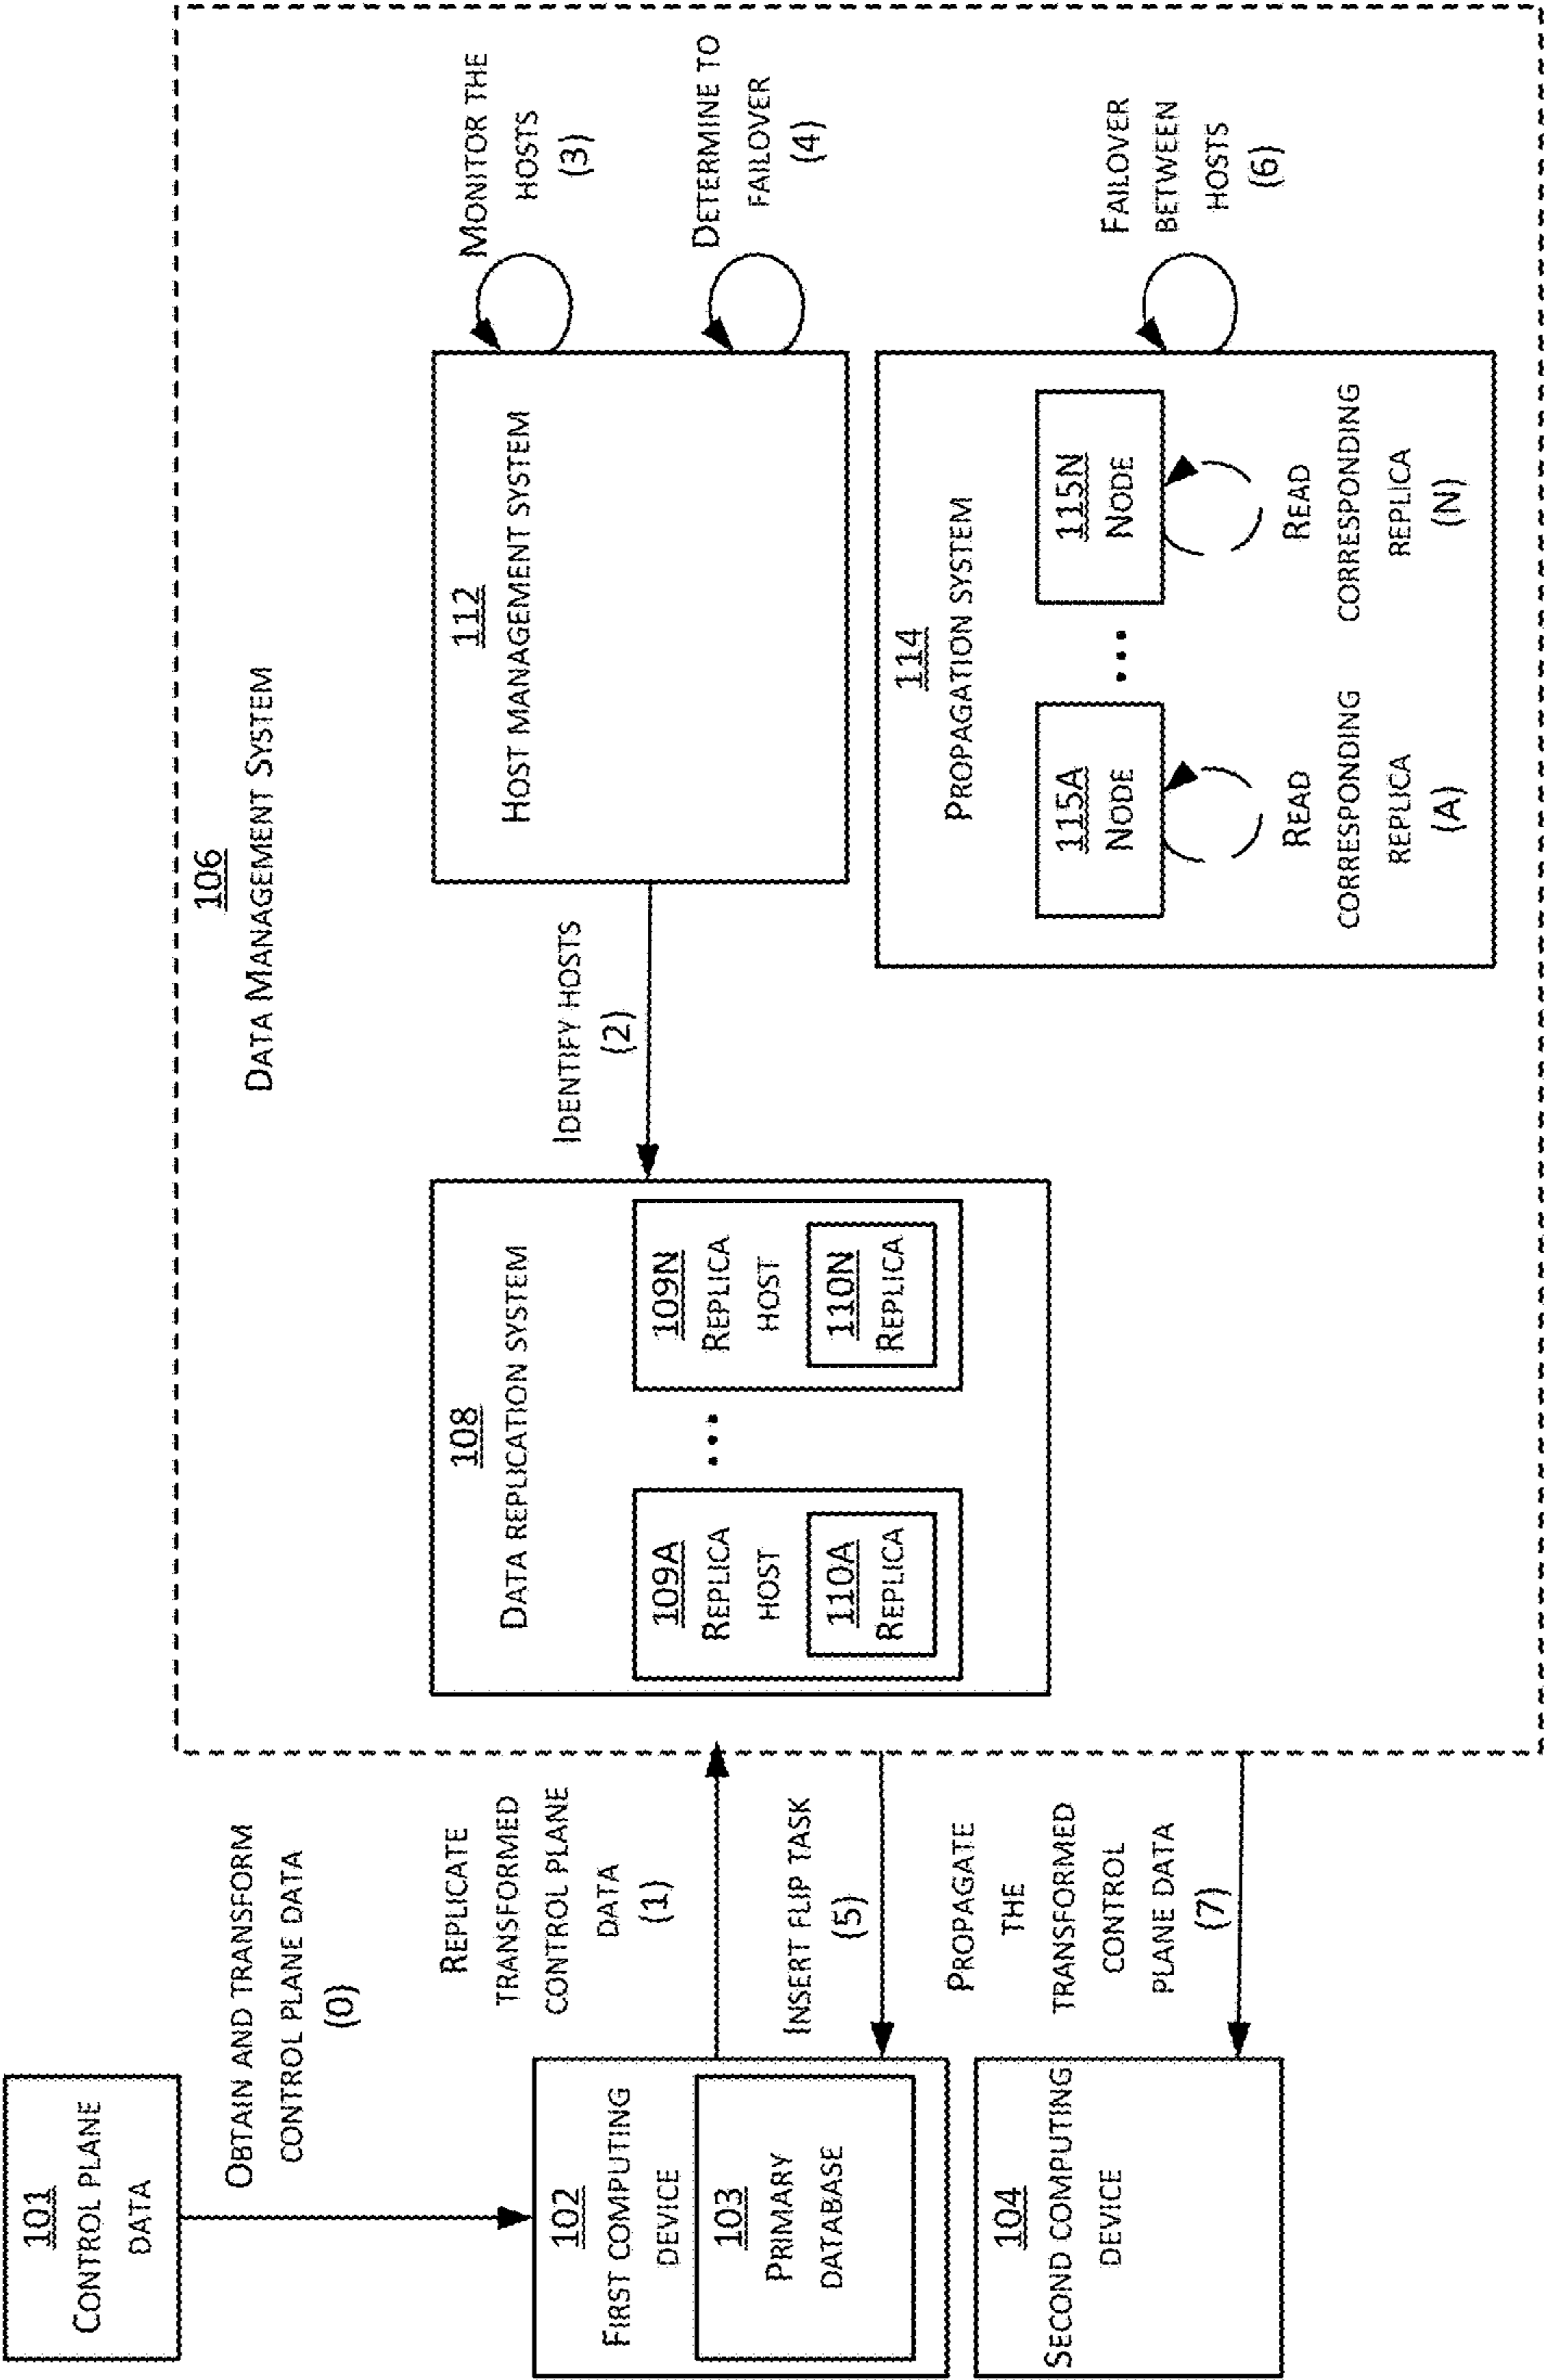 101
CONTROL PLANE
DATA
OBTAIN AND TRANSFORM
CONTROL PLANE DATA
(0)
102
FIRST COMPUTING
DEVICE
103
PRIMARY
DATABASE
104
SECOND COMPUTING
DEVICE
REPLICATE
TRANSFORMED
CONTROL PLANE
DATA
(1)
INSERT FLIP TASK
(5)
PROPAGATE
THE
TRANSFORMED
CONTROL
PLANE DATA
(7)
106
DATA MANAGEMENT SYSTEM
108
DATA REPLICATION SYSTEM
109A
REPLICA
HOST
110A
REPLICA
...
109N
REPLICA
HOST
110N
REPLICA
IDENTIFY HOSTS
(2)
112
HOST MANAGEMENT SYSTEM
MONITOR THE
HOSTS
(3)
DETERMINE TO
FAILOVER
(4)
114
PROPAGATION SYSTEM
115A
NODE
READ
CORRESPONDING
REPLICA
(A)
...
115N
NODE
READ
CORRESPONDING
REPLICA
(N)
FAILOVER
BETWEEN
HOSTS
(6)